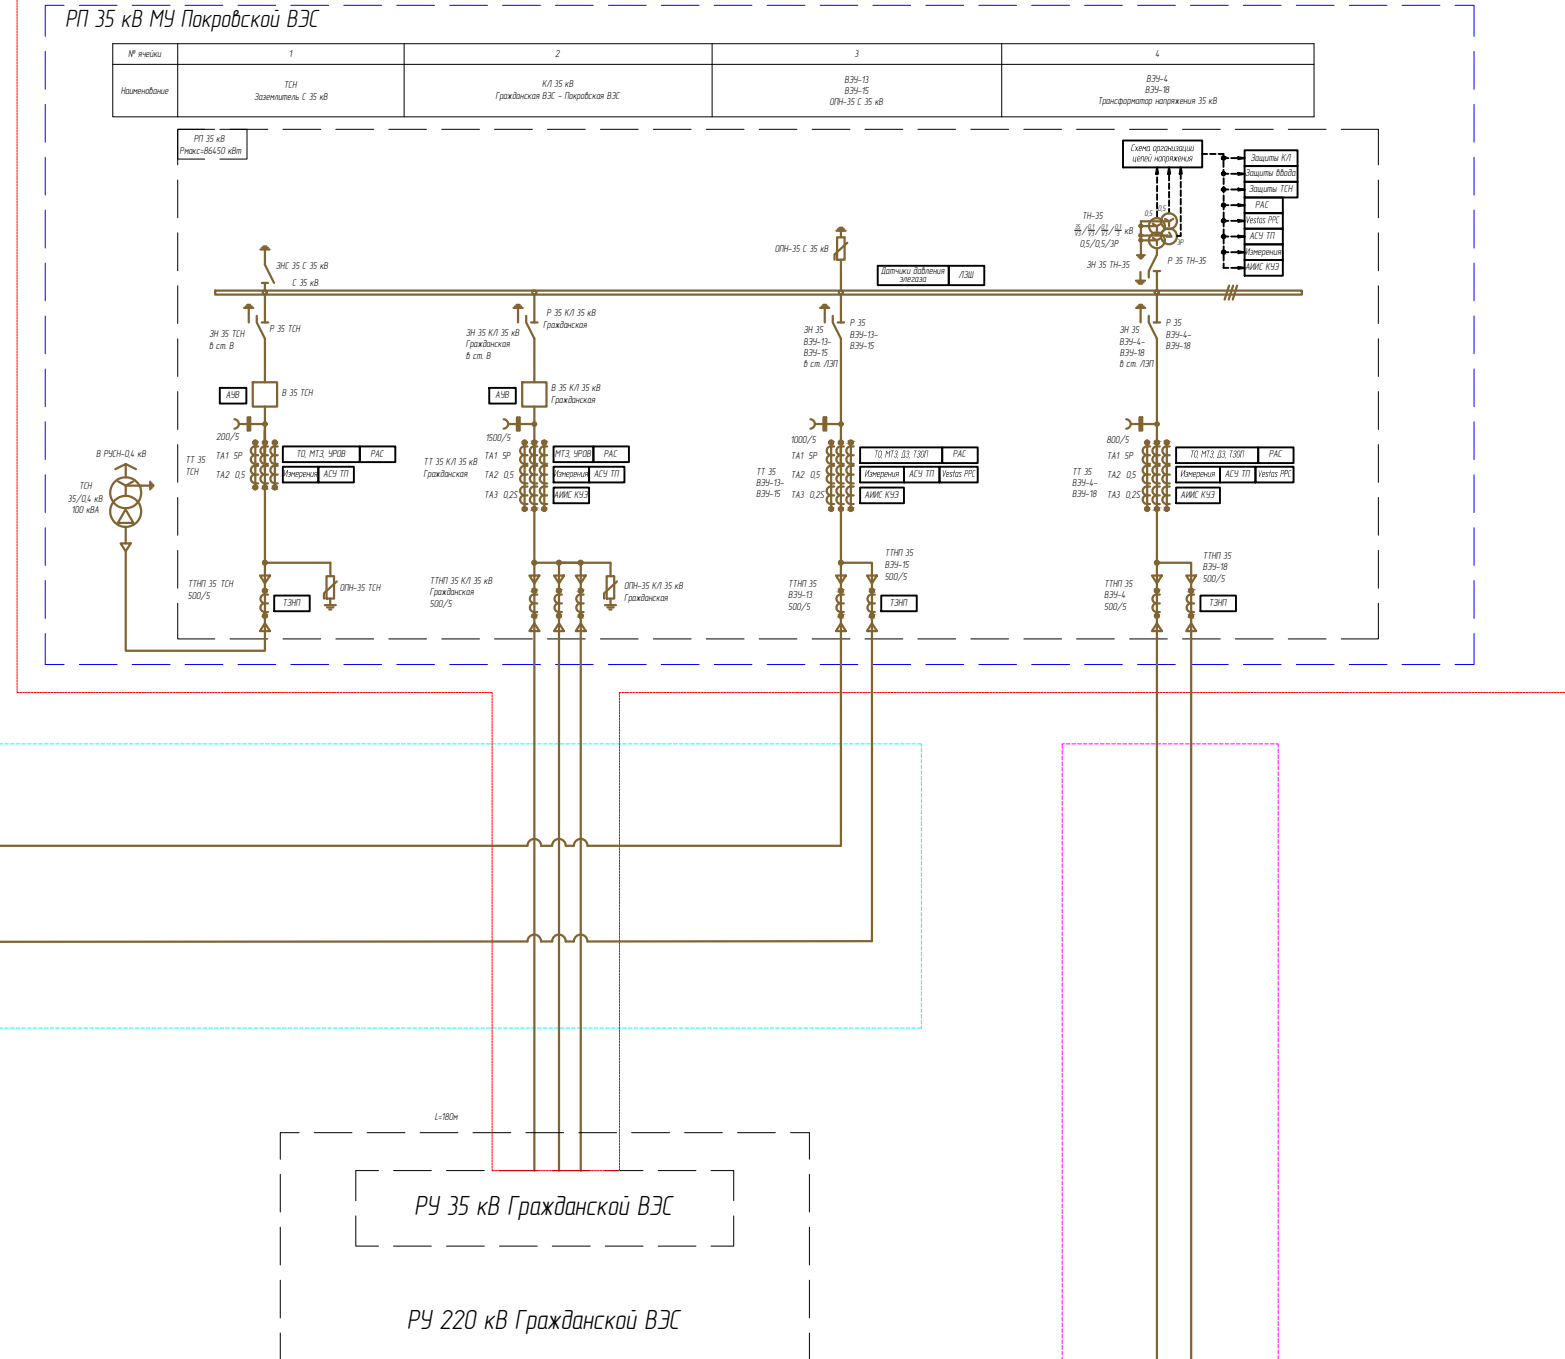 РП 35 кВ МУ Покровской ВЭС
№ ячейки
1
2
3
4
Наименование
ТСН
Заземлитель С 35 кВ
КЛ 35 кВ
Гражданская ВЭС - Покровская ВЭС
ВЭУ-13
ВЭУ-15
ОПН-35 С 35 кВ
ВЭУ-4
ВЭУ-18
Трансформатор напряжения 35 кВ
РП 35 кВ
Рмакс=86450 кВт
Схема организации
цепей напряжения
Защиты КЛ
Защиты ввода
Защиты ТСН
РАС
Vestas PPC
АСУ ТП
Измерения
АИИС КУЭ
ТН-35
кВ
0,5/0,5/3Р
0,5
0,5
3Р
ЗН 35 ТН-35
Р 35 ТН-35
ЗНС 35 С 35 кВ
С 35 кВ
ОПН-35 С 35 кВ
Датчики давления
элегаза
ЛЗШ
ЗН 35 ТСН
в ст. В
Р 35 ТСН
ЗН 35 КЛ 35 кВ
Гражданская
в ст. В
Р 35 КЛ 35 кВ
Гражданская
ЗН 35
ВЭУ-13-
ВЭУ-15
в ст. ЛЭП
Р 35
ВЭУ-13-
ВЭУ-15
ЗН 35
ВЭУ-4-
ВЭУ-18
в ст. ЛЭП
Р 35
ВЭУ-4-
ВЭУ-18
АУВ
В 35 ТСН
АУВ
В 35 КЛ 35 кВ
Гражданская
В РУСН-0,4 кВ
ТСН
35/0,4 кВ
100 кВА
200/5
ТТ 35
ТСН
ТА1 5Р
ТА2 0,5
ТО, МТЗ, УРОВ
РАС
Измерения
АСУ ТП
1500/5
ТТ 35 КЛ 35 кВ
Гражданская
ТА1 5Р
ТА2 0,5
ТА3 0,2S
МТЗ, УРОВ
РАС
Измерения
АСУ ТП
АИИС КУЭ
1000/5
ТТ 35
ВЭУ-13-
ВЭУ-15
ТА1 5Р
ТА2 0,5
ТА3 0,2S
ТО, МТЗ, ДЗ, ТЗОП
РАС
Измерения
АСУ ТП
Vestas PPC
АИИС КУЭ
800/5
ТТ 35
ВЭУ-4-
ВЭУ-18
ТА1 5Р
ТА2 0,5
ТА3 0,2S
ТО, МТЗ, ДЗ, ТЗОП
РАС
Измерения
АСУ ТП
Vestas PPC
АИИС КУЭ
ТТНП 35 ТСН
500/5
ТЗНП
ОПН-35 ТСН
ТТНП 35 КЛ 35 кВ
Гражданская
500/5
ОПН-35 КЛ 35 кВ
Гражданская
ТТНП 35
ВЭУ-13
500/5
ТТНП 35
ВЭУ-15
500/5
ТЗНП
ТТНП 35
ВЭУ-4
500/5
ТТНП 35
ВЭУ-18
500/5
ТЗНП
L=180м
РУ 35 кВ Гражданской ВЭС
РУ 220 кВ Гражданской ВЭС